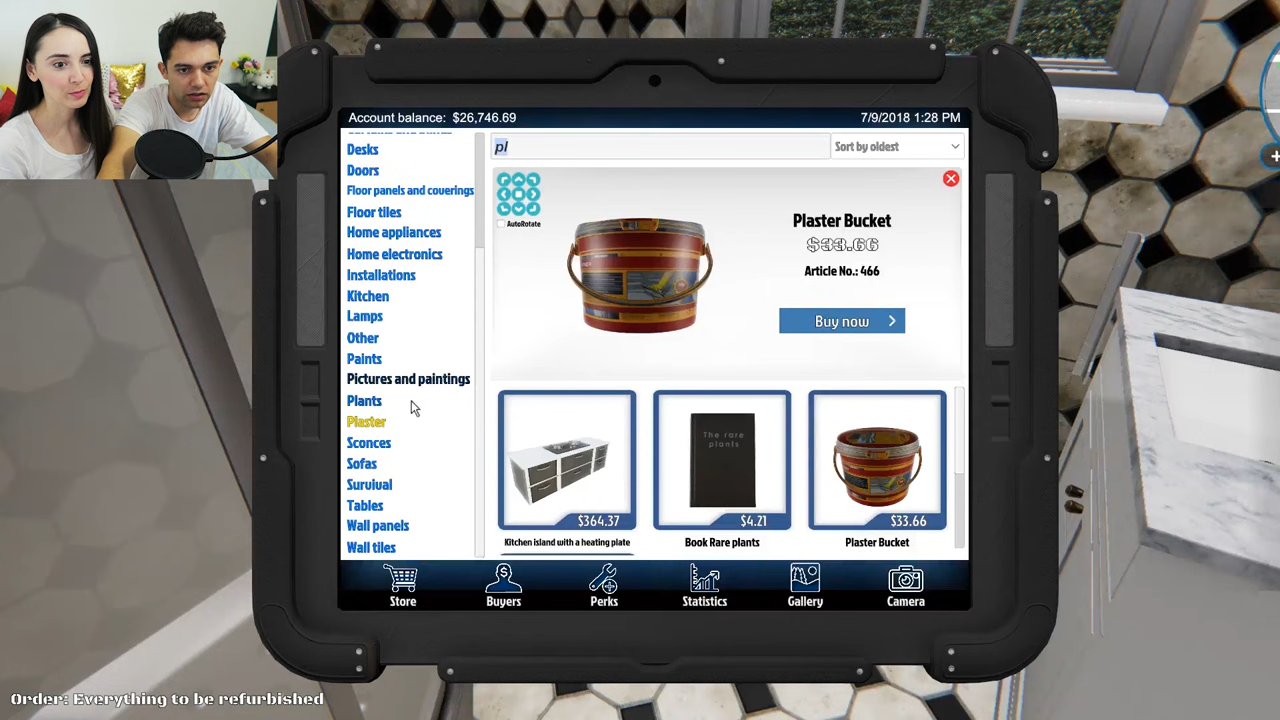 Account balance: $26,746.69
7/9/2018 1:28 PM
Desks
Doors
Floor panels and coverings
Floor tiles
Home appliances
Home electronics
Installations
Kitchen
Lamps
Other
Paints
Pictures and paintings
Plants
Plaster
Sconces
Sofas
Survival
Tables
Wall panels
Wall tiles
pl
Sort by oldest
AutoRotate
Plaster Bucket
$33.66
Article No.: 466
Buy now
$364.37
Kitchen island with a heating plate
The rare
plants
$4.21
Book Rare plants
$33.66
Plaster Bucket
Store
Buyers
Perks
Statistics
Gallery
Camera
Order: Everything to be refurbished